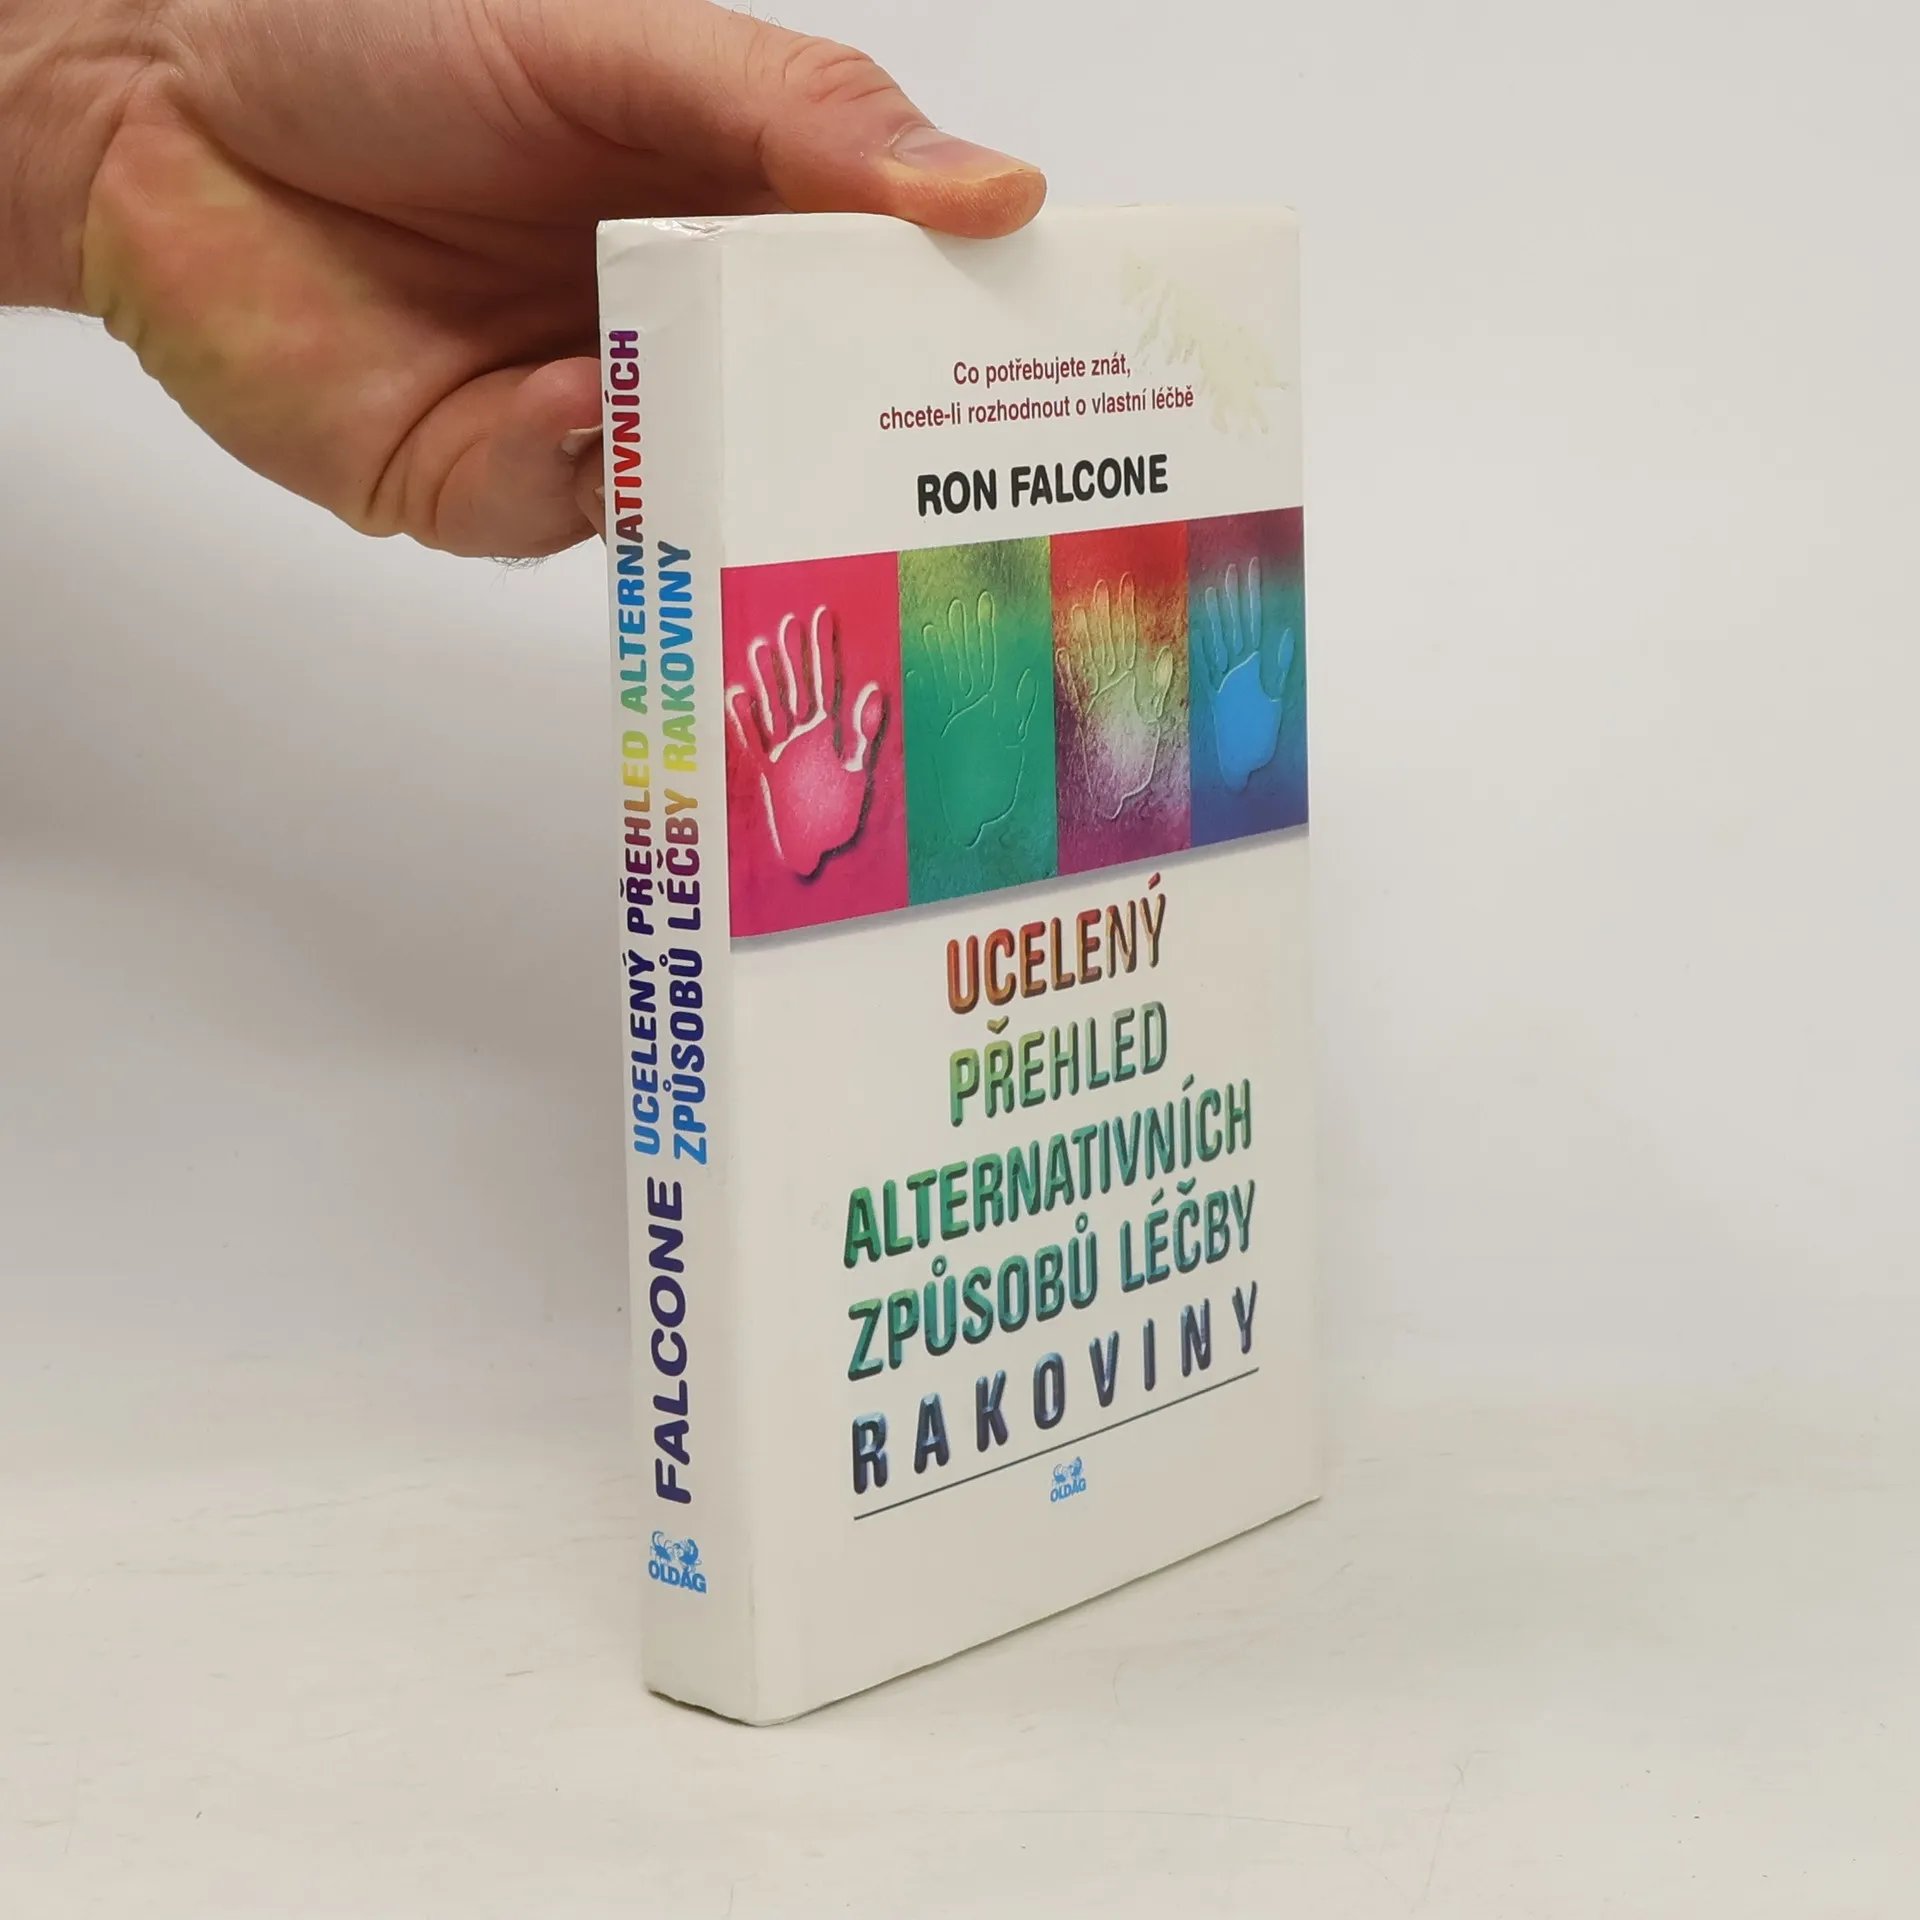 Co potřebujete znát,
chcete-li rozhodnout o vlastní léčbě
RON FALCONE
UCELENÝ
PŘEHLED
ALTERNATIVNÍCH
ZPŮSOBŮ LÉČBY
RAKOVINY
OLDAG
FALCONE
UCELENÝ PŘEHLED ALTERNATIVNÍCH
ZPŮSOBŮ LÉČBY RAKOVINY
OLDAG